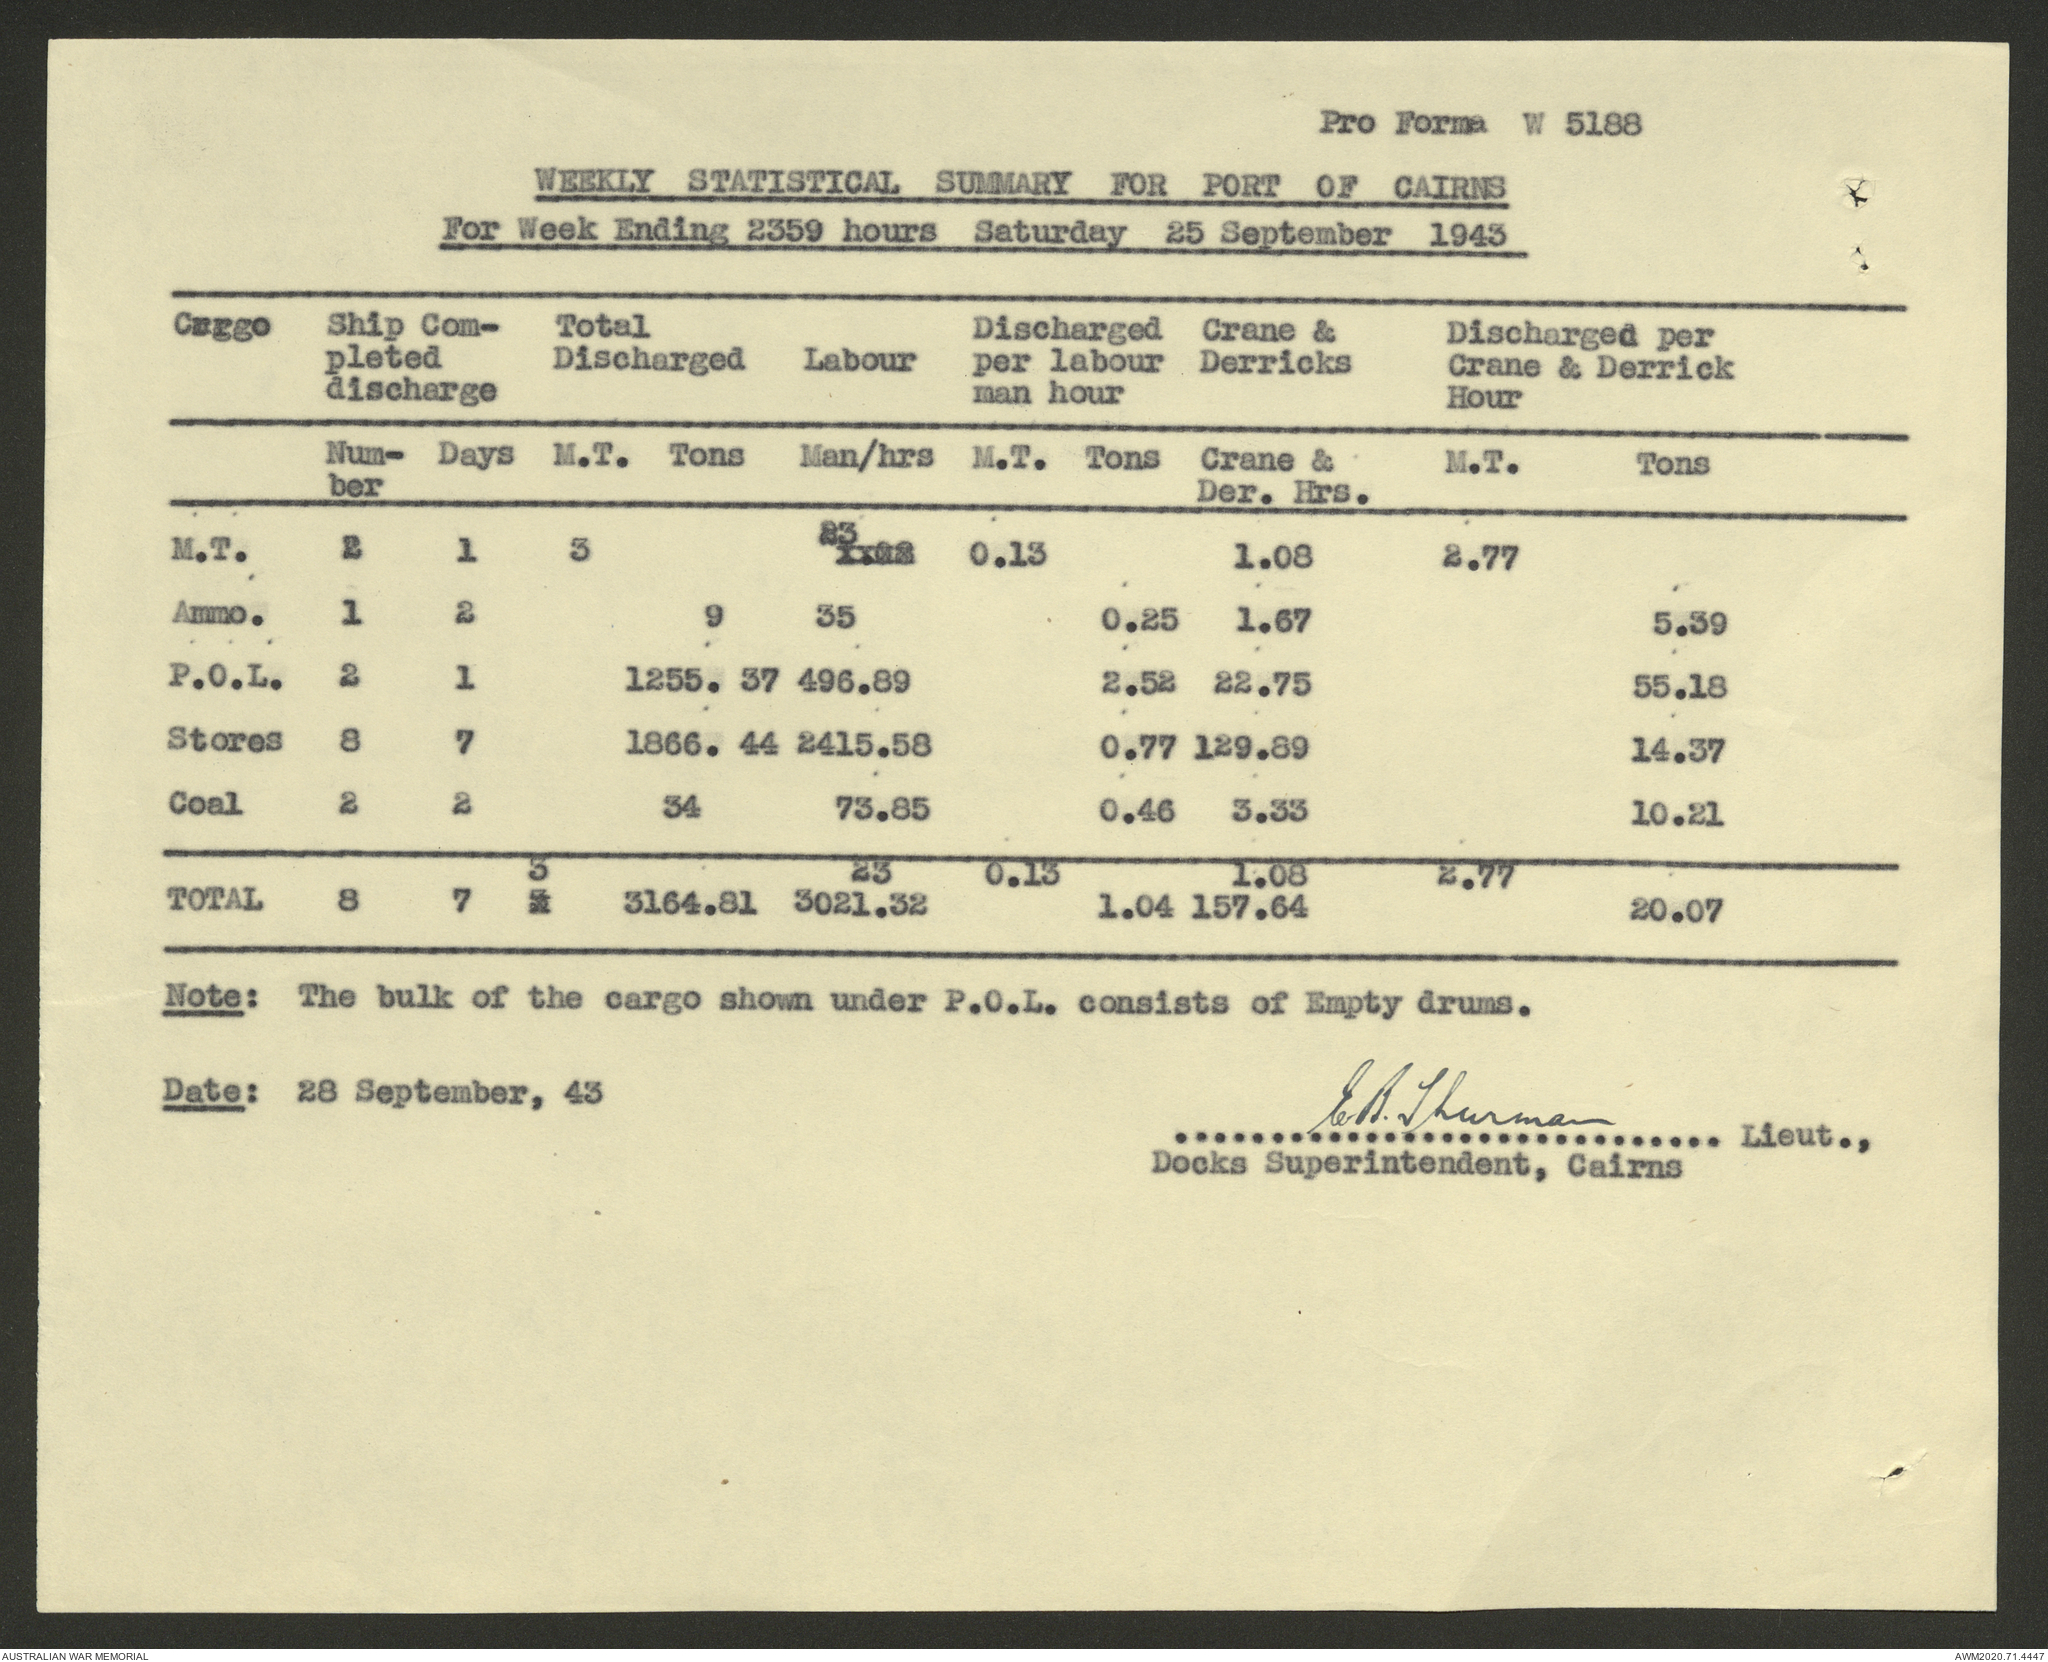 Pro Forma W 5188
WEEKLY STATISTICAL SUMMARY FOR PORT OF CAIRNS
For Week Ending 2359 hours Saturday 25 September 1943
Cargo Ship Com- Total Discharged Crane & Discharged per
pleted Discharged Labour per labour Derricks Crane & Derrick
discharge man hour Hour
Num- Days M.T. Tons Man/hrs M.T. Tons Crane & M.T. Tons
ber Der. Hrs.
M.T. 2 1 3 23 0.13 1.08 2.77
Ammo. 1 2 9 35 0.25 1.67 5.39
P.O.L. 2 1 1255. 37 496.89 2.52 22.75 55.18
Stores 8 7 1866. 44 2415.58 0.77 129.89 14.37
Coal 2 2 34 73.85 0.46 3.33 10.21
3 23 0.13 1.08 2.77
TOTAL 8 7 3164.81 3021.32 1.04 157.64 20.07
Note: The bulk of the cargo shown under P.O.L. consists of Empty drums.
Date: 28 September, 43
E B. Thurman
.............................. Lieut.,
Docks Superintendent, Cairns
AUSTRALIAN WAR MEMORIAL AWM2020.71.4447